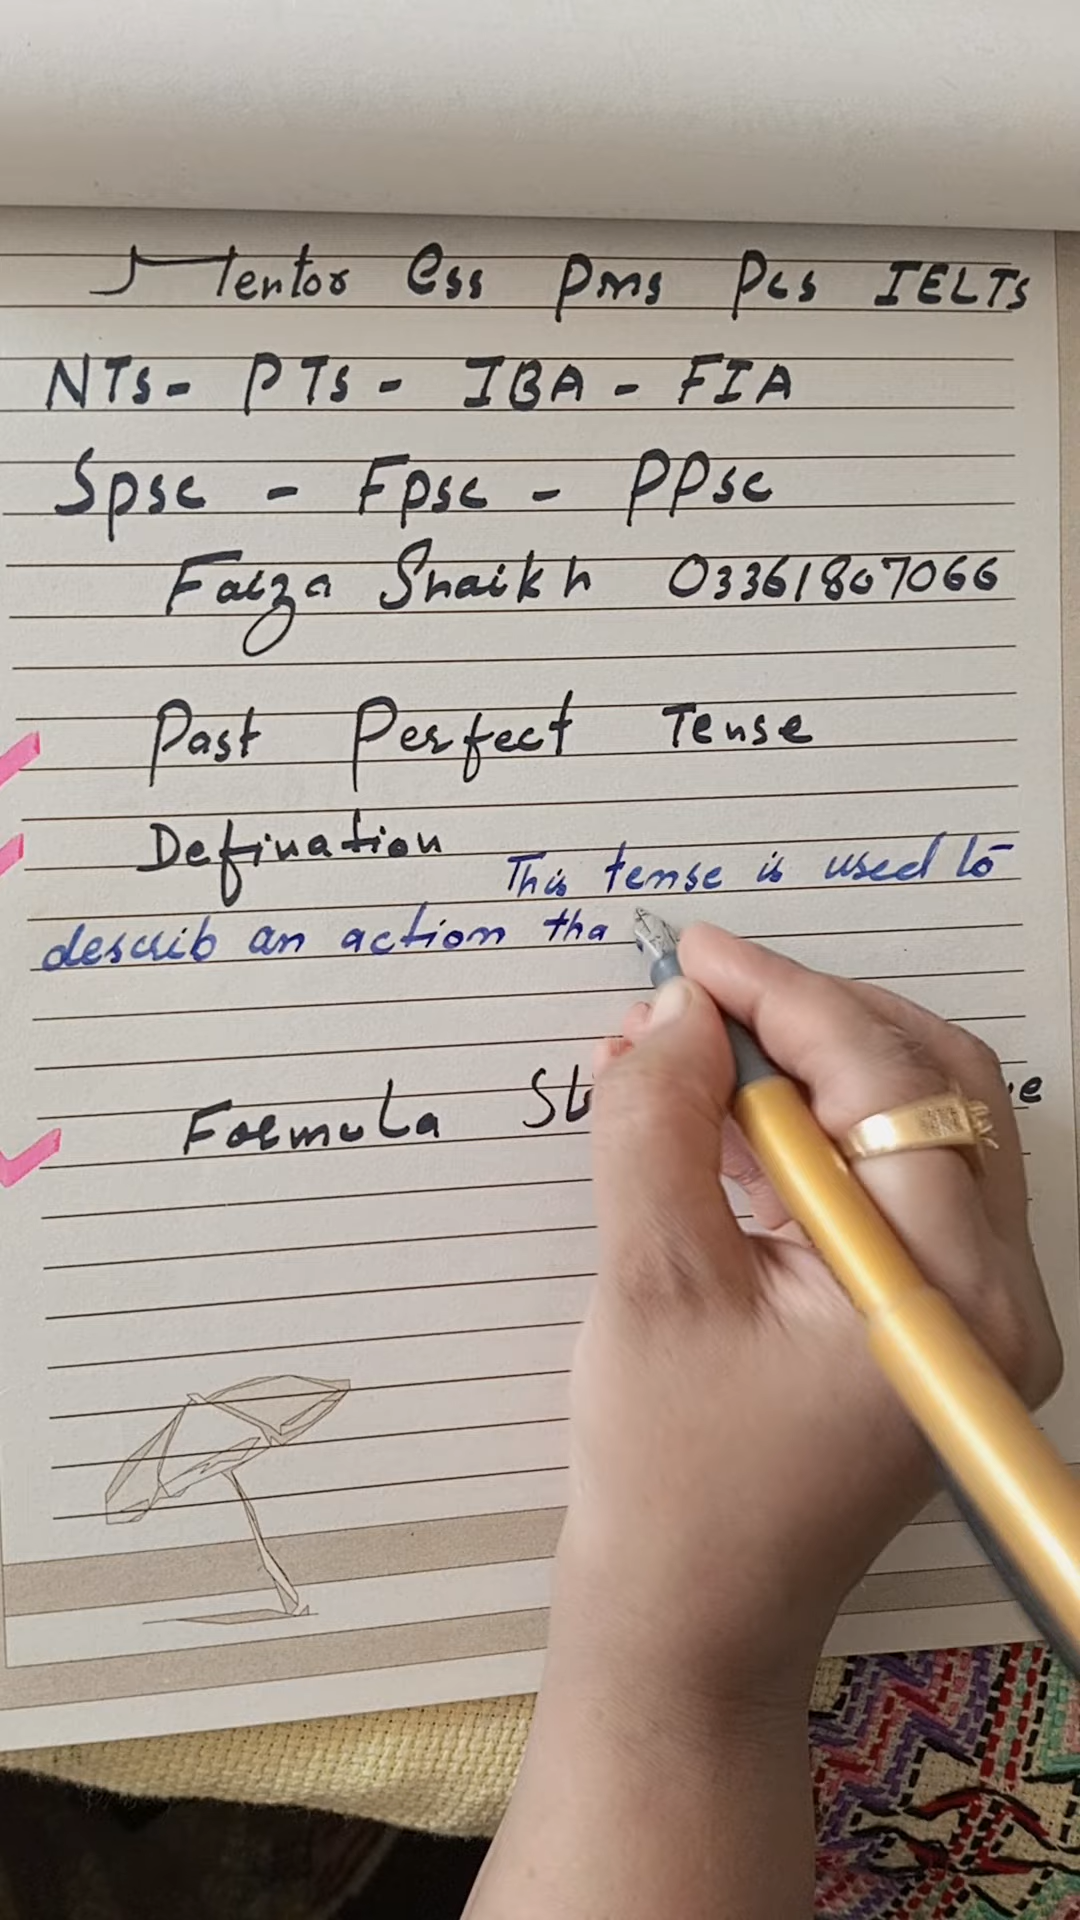 Mentor Css Pms Pcs IELTS
NTS - PTS - IBA - FIA
Spsc - Fpsc - PPsc
Faiza Shaikh 03361807066
Past Perfect Tense
Defination
This tense is used to
describ an action tha
Formula